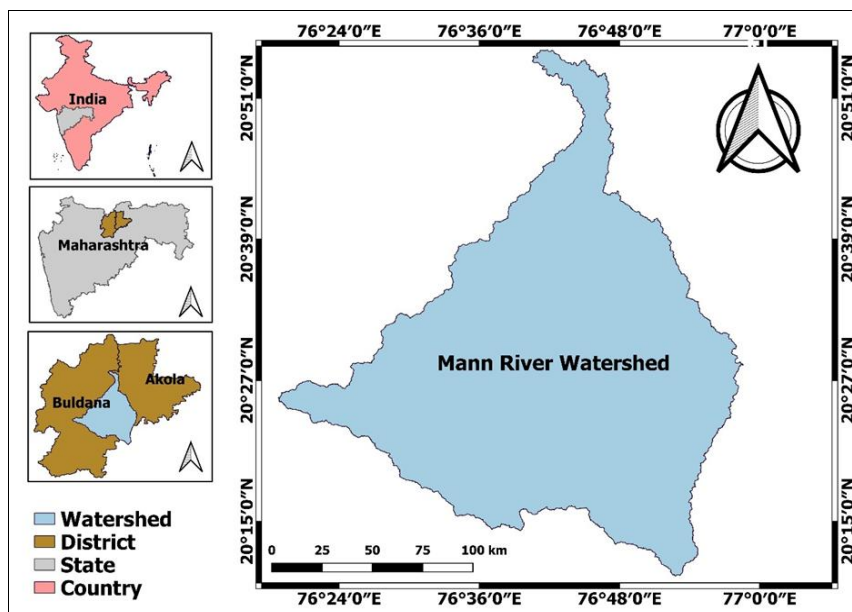 India
Maharashtra
Akola
Buldana
Watershed
District
State
Country
76°24'0"E 76°36'0"E 76°48'0"E 77°0'0"E
20°51'0"N 20°39'0"N 20°27'0"N 20°15'0"N
Mann River Watershed
20°51'0"N 20°39'0"N 20°27'0"N 20°15'0"N
0 25 50 75 100 km
76°24'0"E 76°36'0"E 76°48'0"E 77°0'0"E